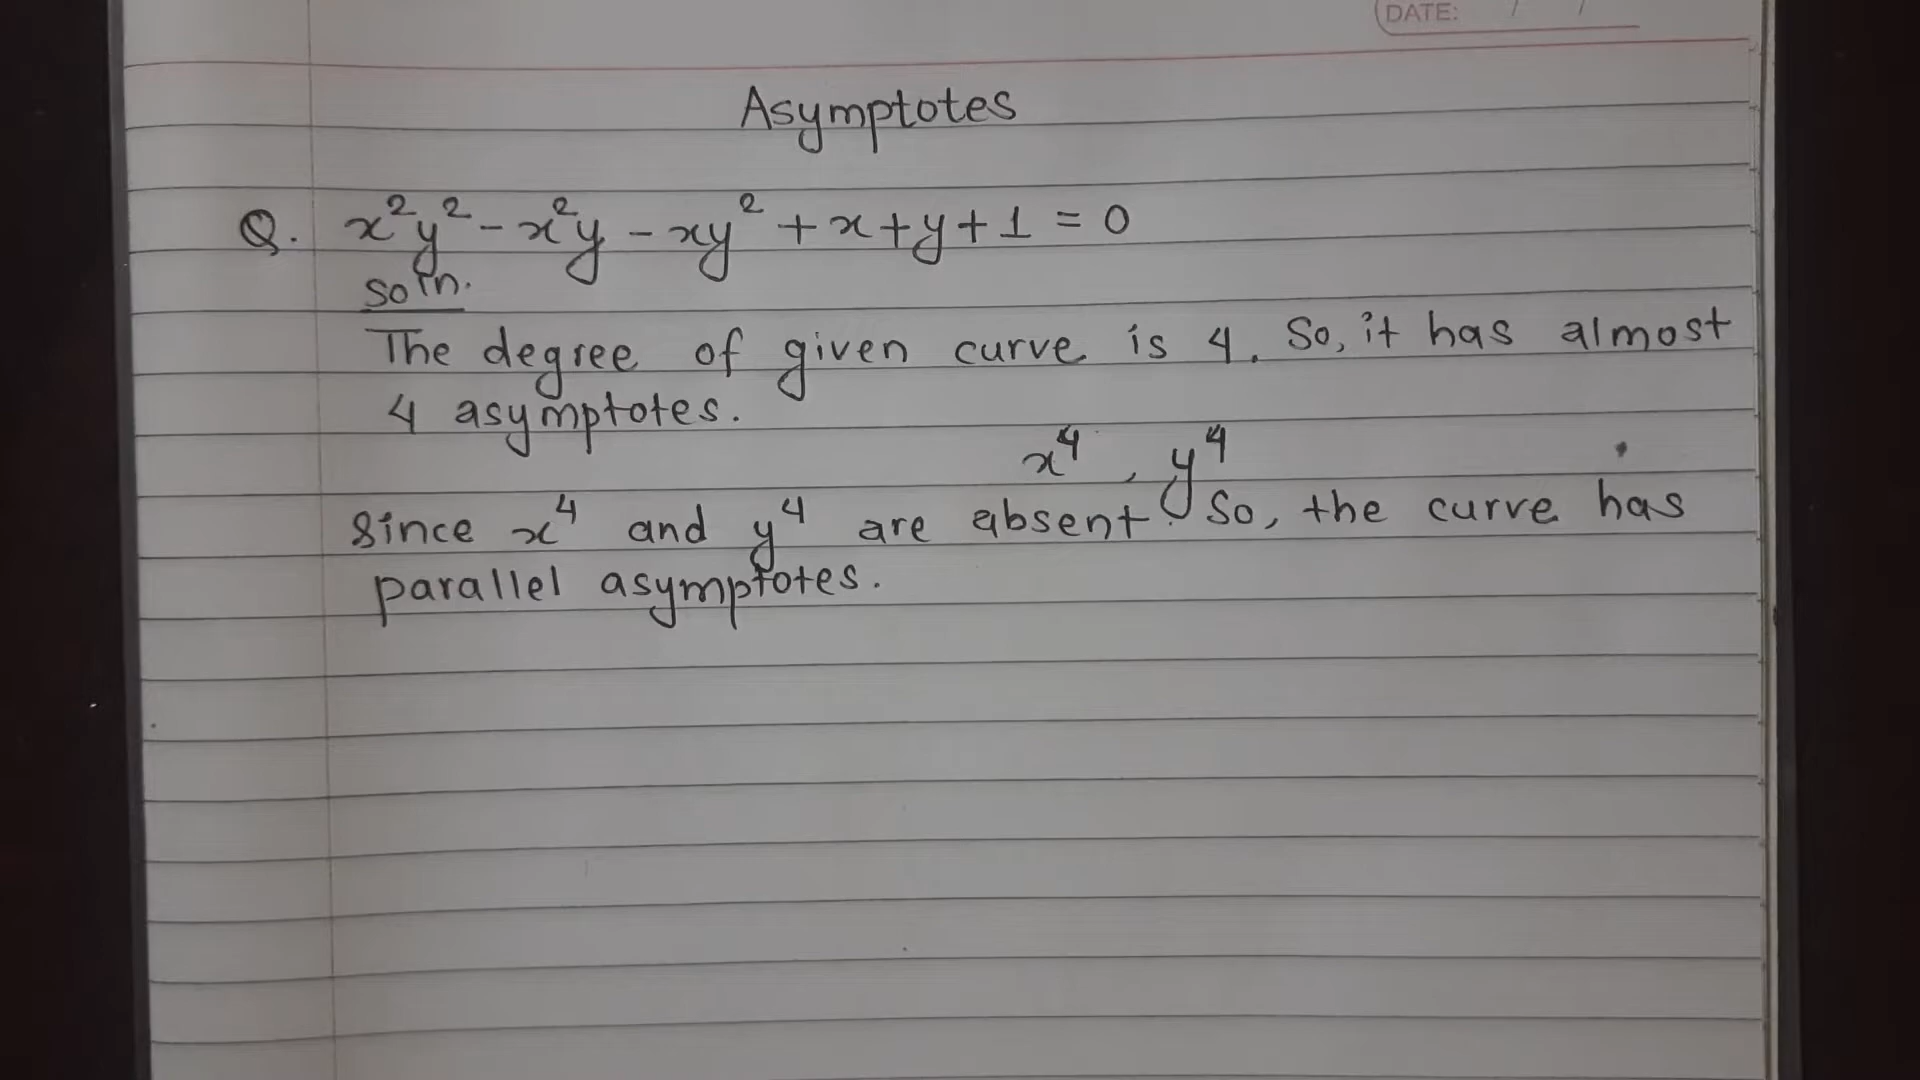 DATE: / /
Asymptotes
Q. x²y² - x²y - xy² + x + y + 1 = 0
soln.
The degree of given curve is 4. So, it has almost
4 asymptotes.
x⁴, y⁴
since x⁴ and y⁴ are absent. So, the curve has
parallel asymptotes.